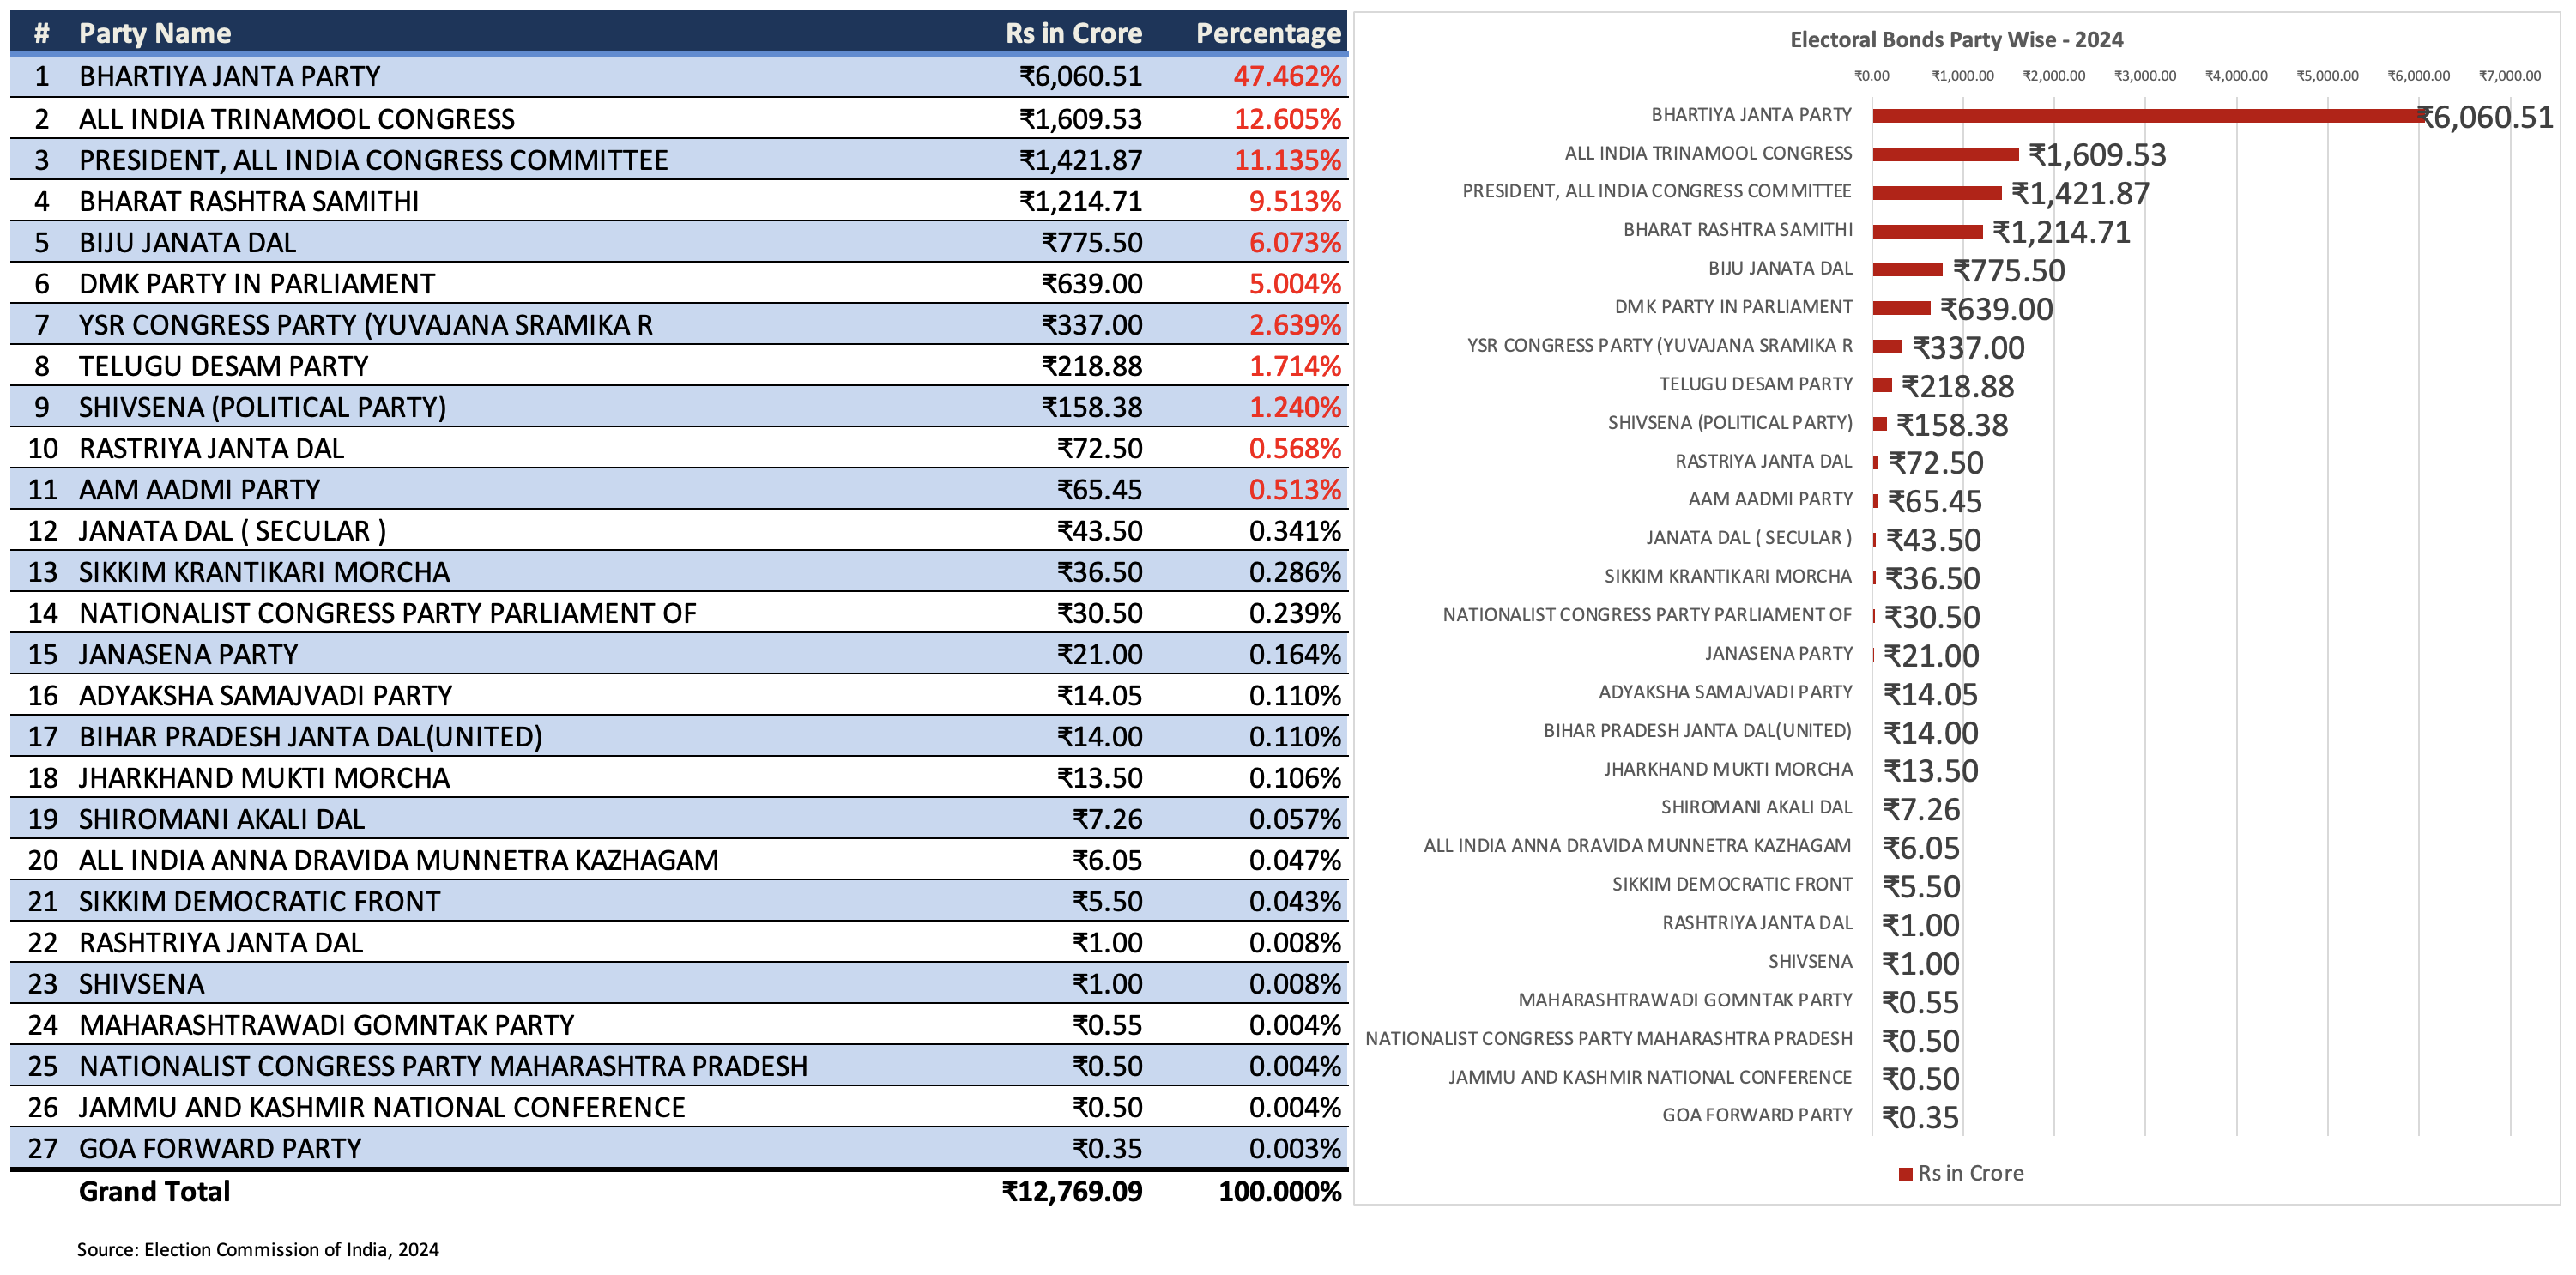 # Party Name Rs in Crore Percentage
1 BHARTIYA JANTA PARTY ₹6,060.51 47.462%
2 ALL INDIA TRINAMOOL CONGRESS ₹1,609.53 12.605%
3 PRESIDENT, ALL INDIA CONGRESS COMMITTEE ₹1,421.87 11.135%
4 BHARAT RASHTRA SAMITHI ₹1,214.71 9.513%
5 BIJU JANATA DAL ₹775.50 6.073%
6 DMK PARTY IN PARLIAMENT ₹639.00 5.004%
7 YSR CONGRESS PARTY (YUVAJANA SRAMIKA R ₹337.00 2.639%
8 TELUGU DESAM PARTY ₹218.88 1.714%
9 SHIVSENA (POLITICAL PARTY) ₹158.38 1.240%
10 RASTRIYA JANTA DAL ₹72.50 0.568%
11 AAM AADMI PARTY ₹65.45 0.513%
12 JANATA DAL ( SECULAR ) ₹43.50 0.341%
13 SIKKIM KRANTIKARI MORCHA ₹36.50 0.286%
14 NATIONALIST CONGRESS PARTY PARLIAMENT OF ₹30.50 0.239%
15 JANASENA PARTY ₹21.00 0.164%
16 ADYAKSHA SAMAJVADI PARTY ₹14.05 0.110%
17 BIHAR PRADESH JANTA DAL(UNITED) ₹14.00 0.110%
18 JHARKHAND MUKTI MORCHA ₹13.50 0.106%
19 SHIROMANI AKALI DAL ₹7.26 0.057%
20 ALL INDIA ANNA DRAVIDA MUNNETRA KAZHAGAM ₹6.05 0.047%
21 SIKKIM DEMOCRATIC FRONT ₹5.50 0.043%
22 RASHTRIYA JANTA DAL ₹1.00 0.008%
23 SHIVSENA ₹1.00 0.008%
24 MAHARASHTRAWADI GOMNTAK PARTY ₹0.55 0.004%
25 NATIONALIST CONGRESS PARTY MAHARASHTRA PRADESH ₹0.50 0.004%
26 JAMMU AND KASHMIR NATIONAL CONFERENCE ₹0.50 0.004%
27 GOA FORWARD PARTY ₹0.35 0.003%
Grand Total ₹12,769.09 100.000%
Source: Election Commission of India, 2024
Electoral Bonds Party Wise - 2024
₹0.00 ₹1,000.00 ₹2,000.00 ₹3,000.00 ₹4,000.00 ₹5,000.00 ₹6,000.00 ₹7,000.00
BHARTIYA JANTA PARTY ₹6,060.51
ALL INDIA TRINAMOOL CONGRESS ₹1,609.53
PRESIDENT, ALL INDIA CONGRESS COMMITTEE ₹1,421.87
BHARAT RASHTRA SAMITHI ₹1,214.71
BIJU JANATA DAL ₹775.50
DMK PARTY IN PARLIAMENT ₹639.00
YSR CONGRESS PARTY (YUVAJANA SRAMIKA R ₹337.00
TELUGU DESAM PARTY ₹218.88
SHIVSENA (POLITICAL PARTY) ₹158.38
RASTRIYA JANTA DAL ₹72.50
AAM AADMI PARTY ₹65.45
JANATA DAL ( SECULAR ) ₹43.50
SIKKIM KRANTIKARI MORCHA ₹36.50
NATIONALIST CONGRESS PARTY PARLIAMENT OF ₹30.50
JANASENA PARTY ₹21.00
ADYAKSHA SAMAJVADI PARTY ₹14.05
BIHAR PRADESH JANTA DAL(UNITED) ₹14.00
JHARKHAND MUKTI MORCHA ₹13.50
SHIROMANI AKALI DAL ₹7.26
ALL INDIA ANNA DRAVIDA MUNNETRA KAZHAGAM ₹6.05
SIKKIM DEMOCRATIC FRONT ₹5.50
RASHTRIYA JANTA DAL ₹1.00
SHIVSENA ₹1.00
MAHARASHTRAWADI GOMNTAK PARTY ₹0.55
NATIONALIST CONGRESS PARTY MAHARASHTRA PRADESH ₹0.50
JAMMU AND KASHMIR NATIONAL CONFERENCE ₹0.50
GOA FORWARD PARTY ₹0.35
Rs in Crore